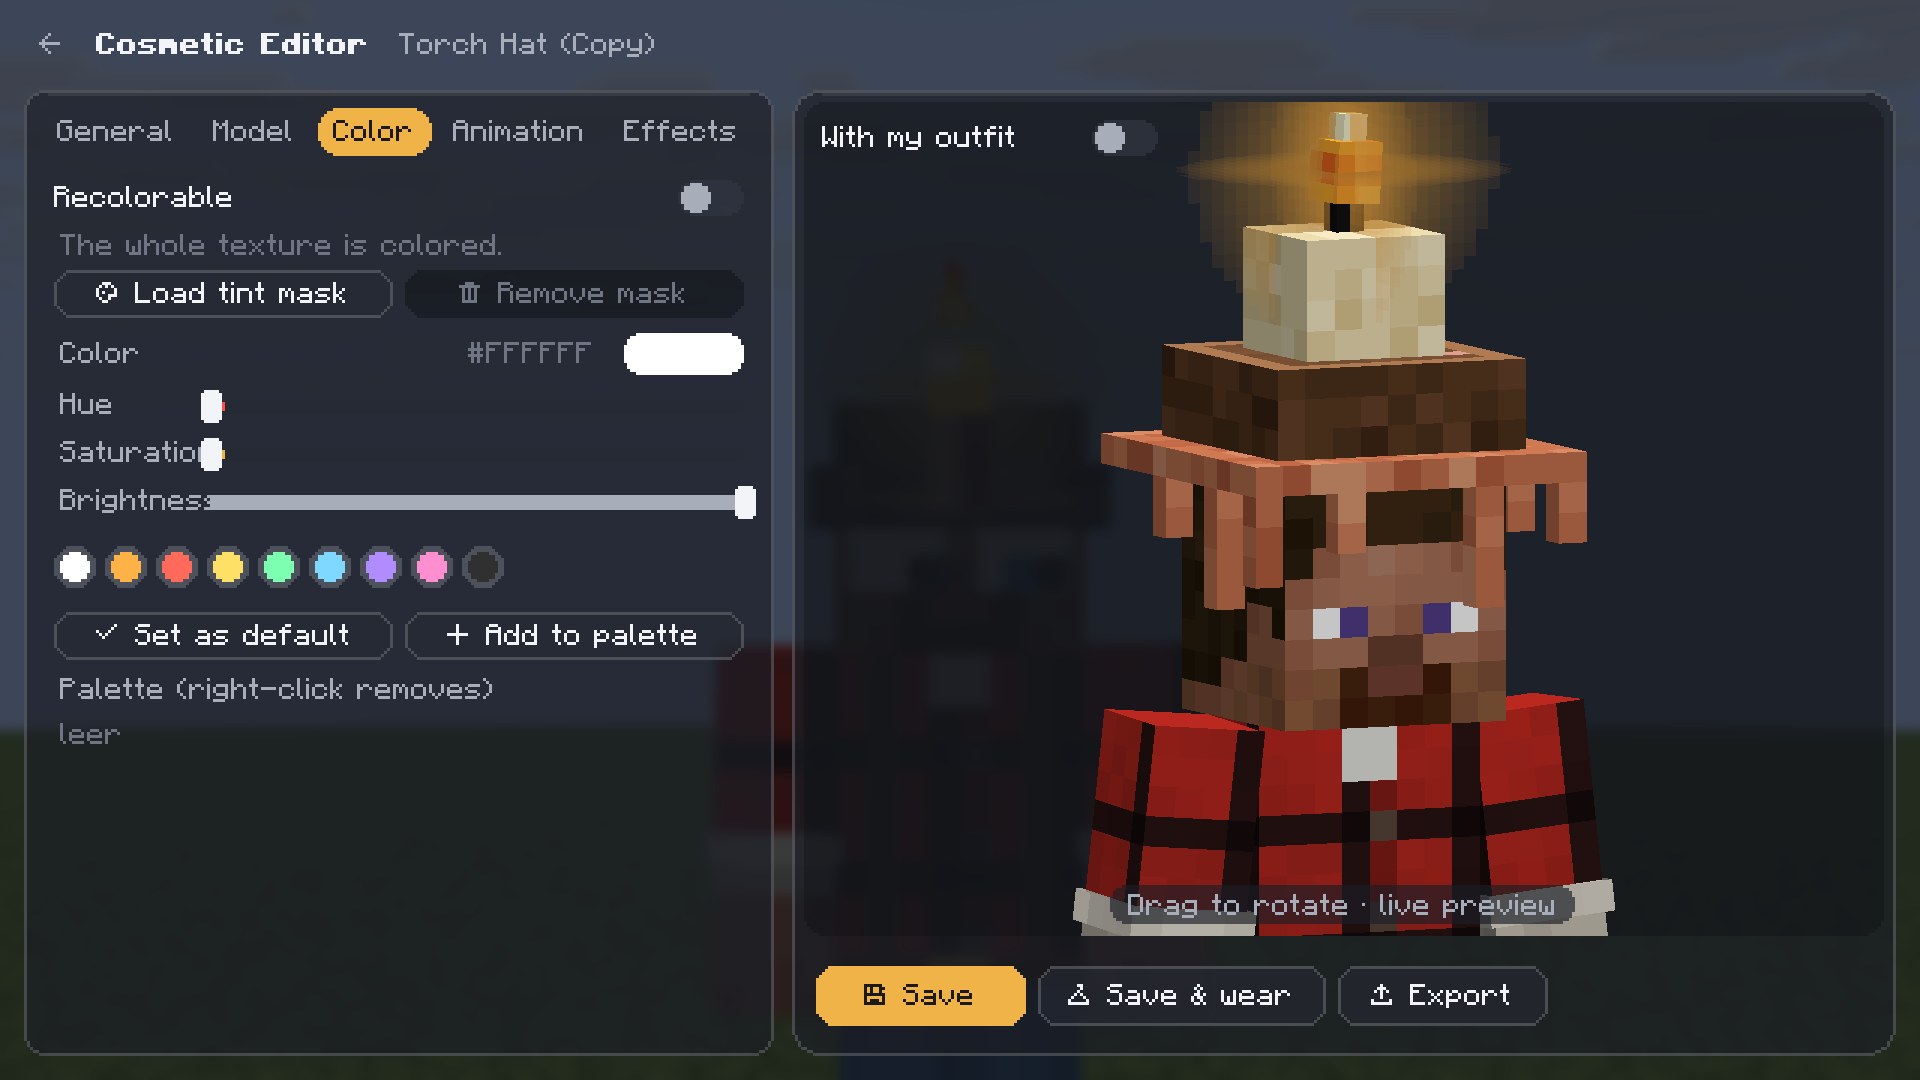 Cosmetic Editor Torch Hat (Copy)
General Model Color Animation Effects
Recolorable
The whole texture is colored.
Load tint mask Remove mask
Color #FFFFFF
Hue
Saturation
Brightness
Set as default Add to palette
Palette (right-click removes)
leer
With my outfit
Drag to rotate · live preview
Save Save & wear Export